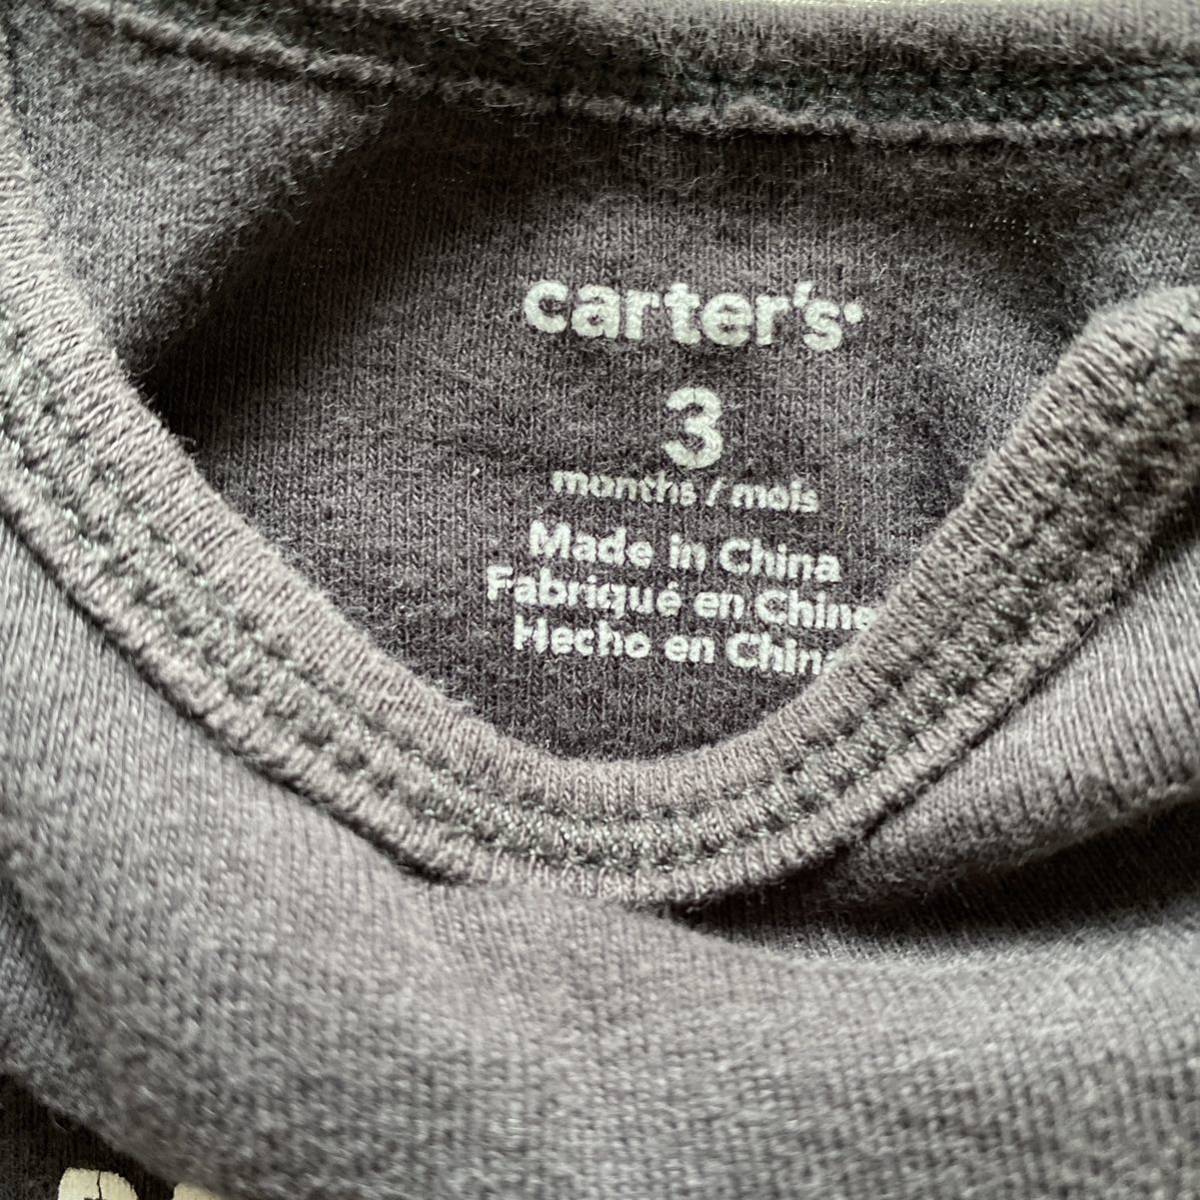 carter's
3
months / mois
Made in China
Fabriqué en Chine
Hecho en China